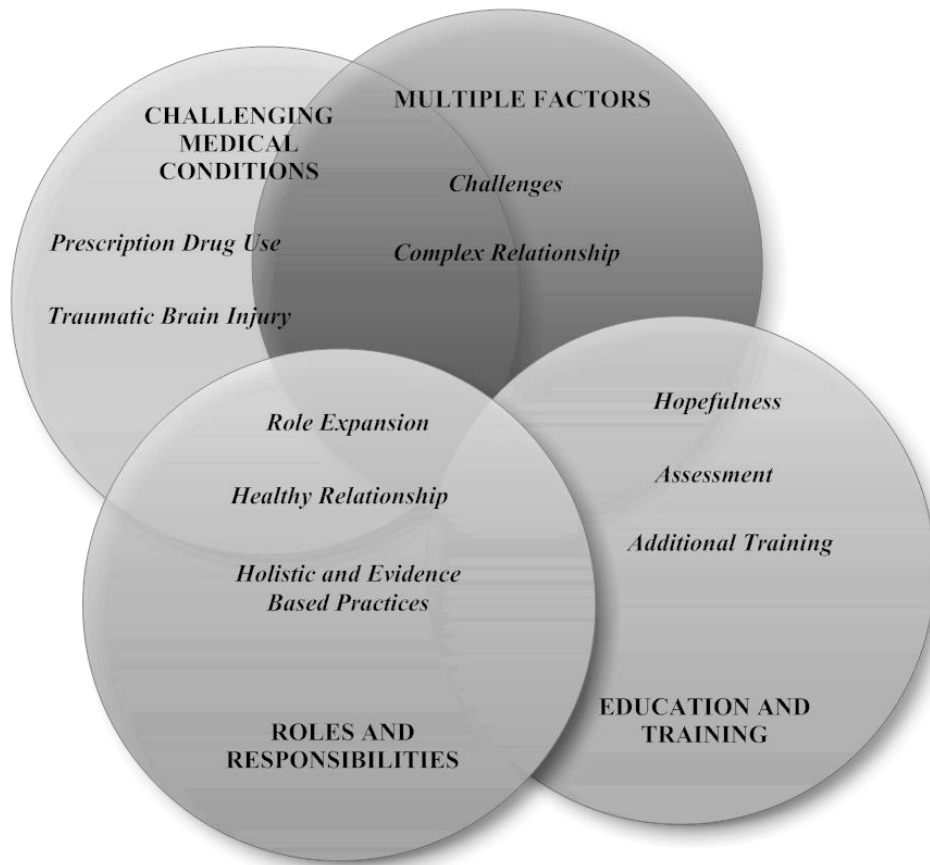 CHALLENGING
MEDICAL
CONDITIONS
Prescription Drug Use
Traumatic Brain Injury
MULTIPLE FACTORS
Challenges
Complex Relationship
Role Expansion
Healthy Relationship
Holistic and Evidence
Based Practices
ROLES AND
RESPONSIBILITIES
Hopefulness
Assessment
Additional Training
EDUCATION AND
TRAINING